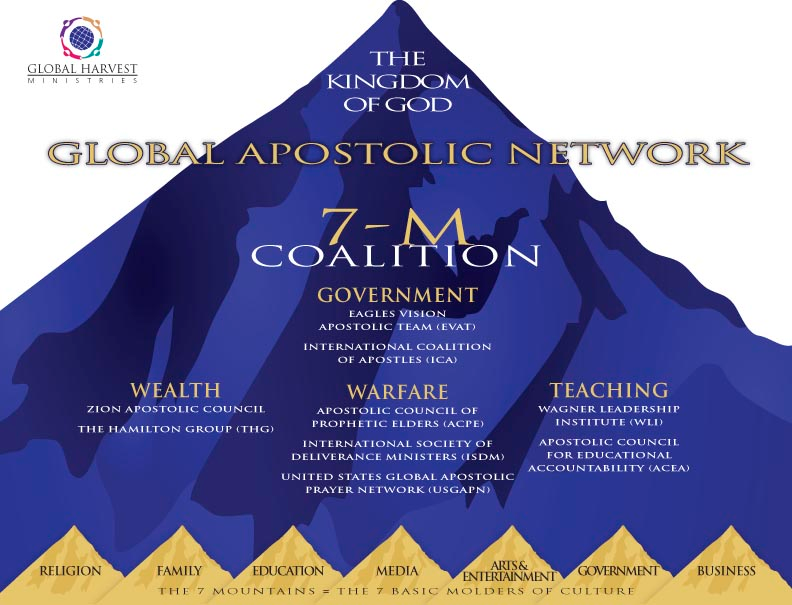 GLOBAL HARVEST
MINISTRIES
THE
KINGDOM
OF GOD
GLOBAL APOSTOLIC NETWORK
7-M
COALITION
GOVERNMENT
EAGLES VISION
APOSTOLIC TEAM (EVAT)
INTERNATIONAL COALITION
OF APOSTLES (ICA)
WEALTH
ZION APOSTOLIC COUNCIL
THE HAMILTON GROUP (THG)
WARFARE
APOSTOLIC COUNCIL OF
PROPHETIC ELDERS (ACPE)
INTERNATIONAL SOCIETY OF
DELIVERANCE MINISTERS (ISDM)
UNITED STATES GLOBAL APOSTOLIC
PRAYER NETWORK (USGAPN)
TEACHING
WAGNER LEADERSHIP
INSTITUTE (WLI)
APOSTOLIC COUNCIL
FOR EDUCATIONAL
ACCOUNTABILITY (ACEA)
RELIGION
FAMILY
EDUCATION
MEDIA
ARTS &
ENTERTAINMENT
GOVERNMENT
BUSINESS
THE 7 MOUNTAINS = THE 7 BASIC MOLDERS OF CULTURE